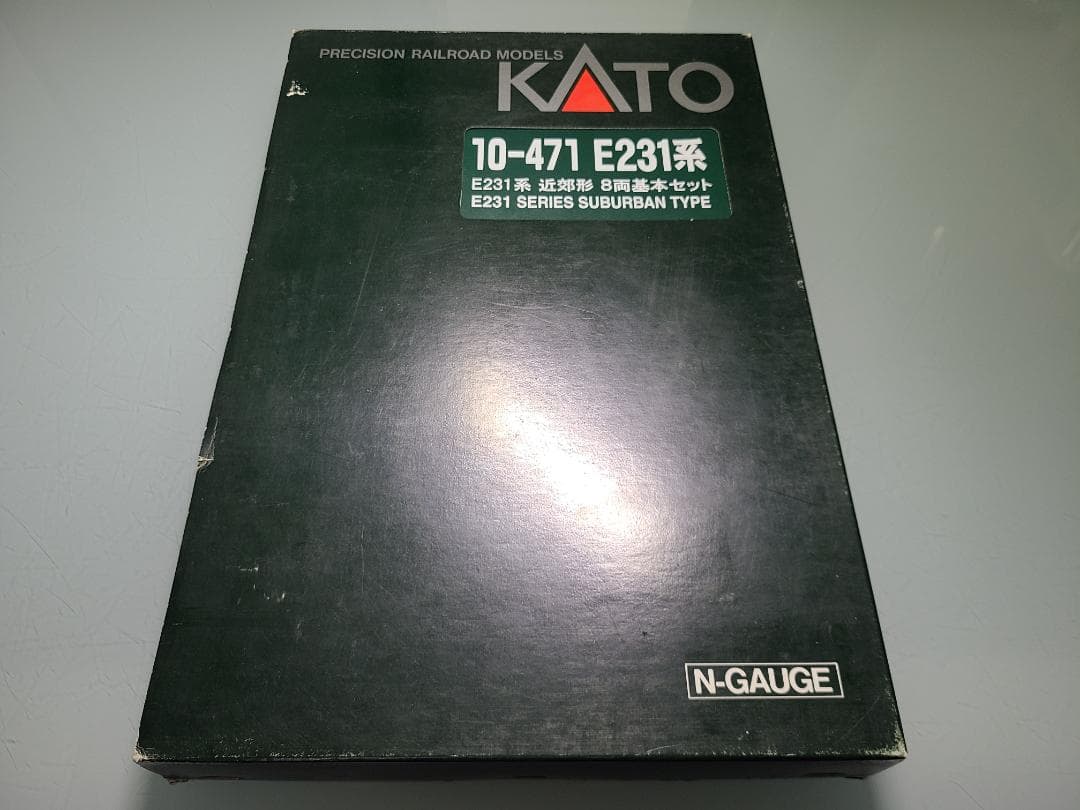 PRECISION RAILROAD MODELS
KATO
10-471 E231系
E231系 近郊形 8両基本セット
E231 SERIES SUBURBAN TYPE
N-GAUGE